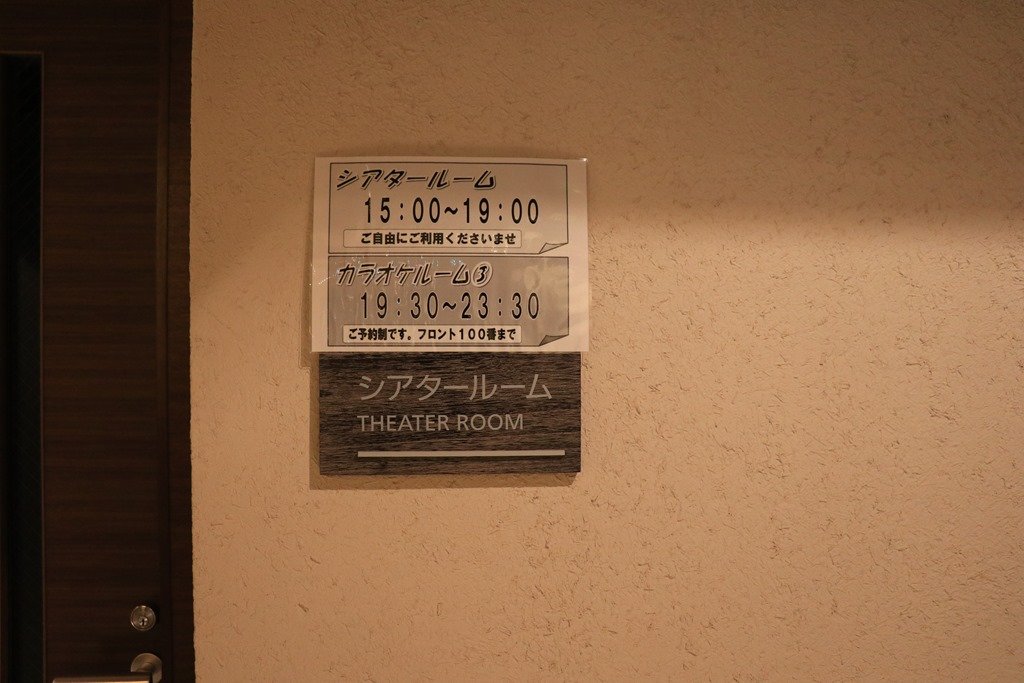 シアタールーム
15:00~19:00
ご自由にご利用くださいませ
カラオケルーム③
19:30~23:30
ご予約制です。フロント100番まで
シアタールーム
THEATER ROOM